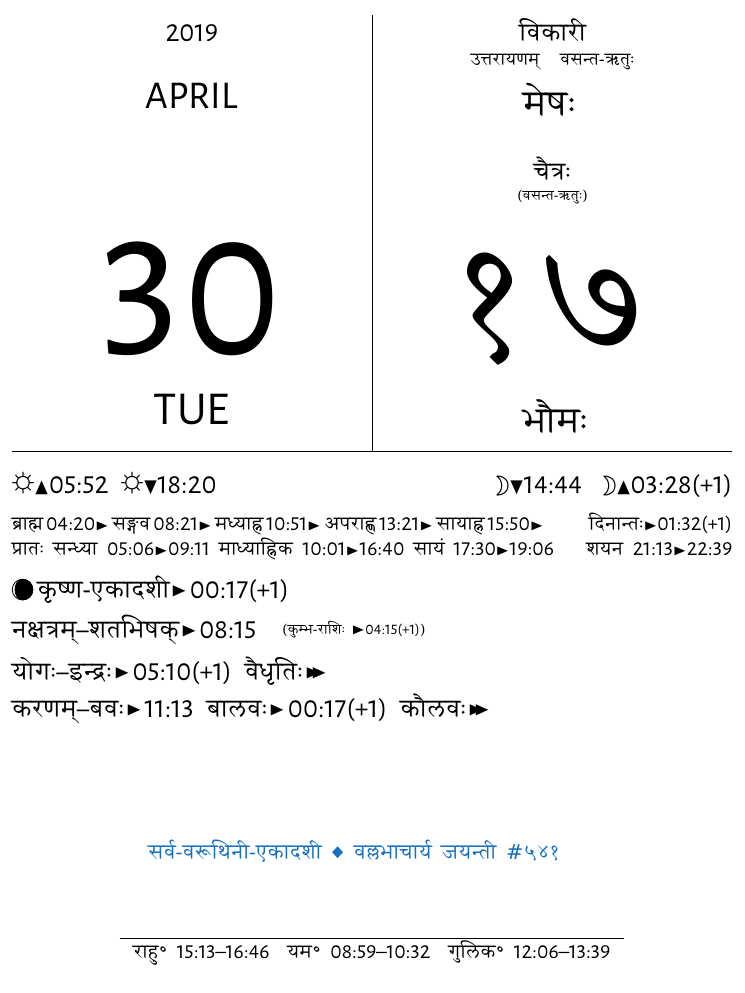 2019
APRIL
30
TUE
विकारी
उत्तरायणम् वसन्त-ऋतुः
मेषः
चैत्रः
(वसन्त-ऋतुः)
१७
भौमः
☼▲05:52 ☼▼18:20 ☽▼14:44 ☽▲03:28(+1)
ब्राह्म 04:20► सङ्गव 08:21► मध्याह्न 10:51► अपराह्ण 13:21► सायाह्न 15:50► दिनान्तः►01:32(+1)
प्रातः सन्ध्या 05:06►09:11 माध्याह्निक 10:01►16:40 सायं 17:30►19:06 शयन 21:13►22:39
कृष्ण-एकादशी►00:17(+1)
नक्षत्रम्–शतभिषक्►08:15 (कुम्भ-राशिः ►04:15(+1))
योगः–इन्द्रः►05:10(+1) वैधृतिः►►
करणम्–बवः►11:13 बालवः►00:17(+1) कौलवः►►
सर्व-वरूथिनी-एकादशी ◆ वल्लभाचार्य जयन्ती #५४१
राहु° 15:13–16:46 यम° 08:59–10:32 गुलिक° 12:06–13:39